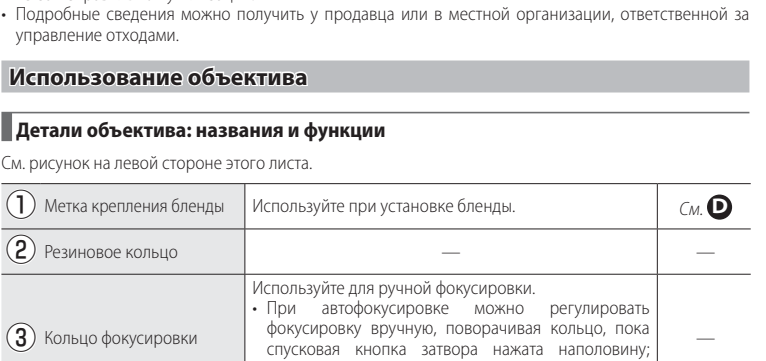 • Подробные сведения можно получить у продавца или в местной организации, ответственной за
управление отходами.
Использование объектива
Детали объектива: названия и функции
См. рисунок на левой стороне этого листа.
① Метка крепления бленды Используйте при установке бленды. См. D
② Резиновое кольцо — —
Используйте для ручной фокусировки.
• При автофокусировке можно регулировать
фокусировку вручную, поворачивая кольцо, пока
③ Кольцо фокусировки —
спусковая кнопка затвора нажата наполовину;